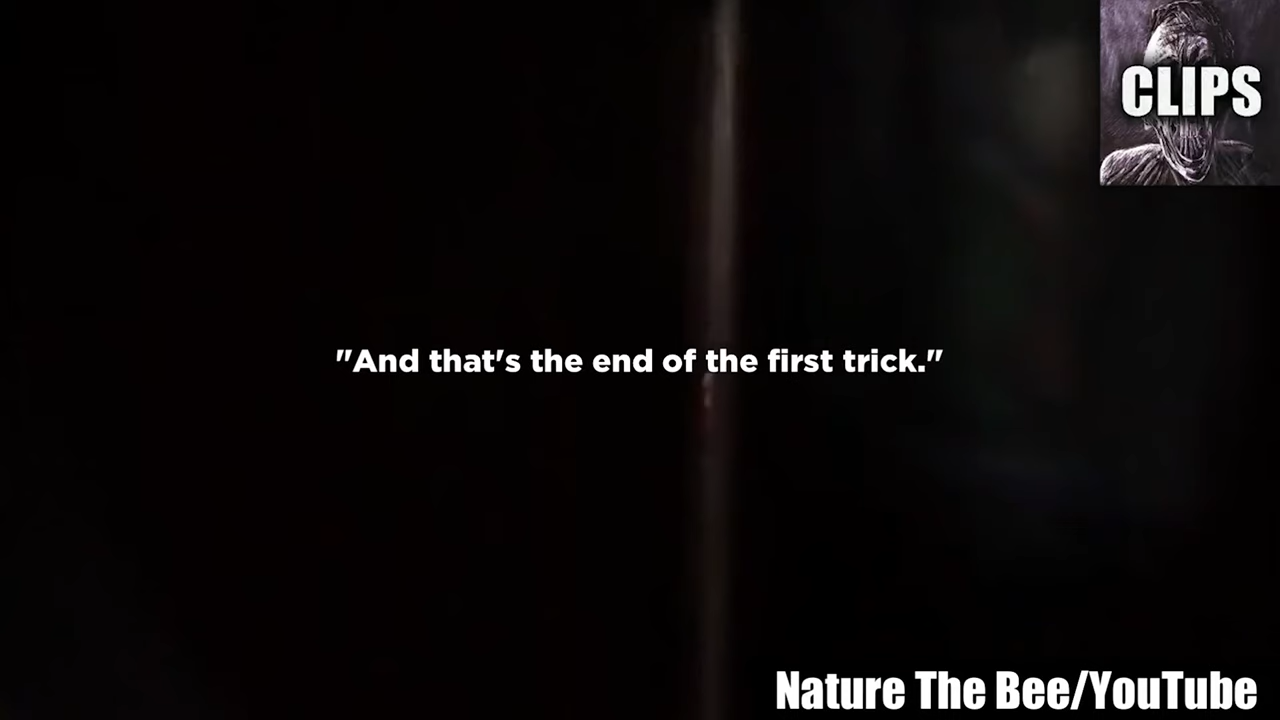 CLIPS
"And that's the end of the first trick."
Nature The Bee/YouTube